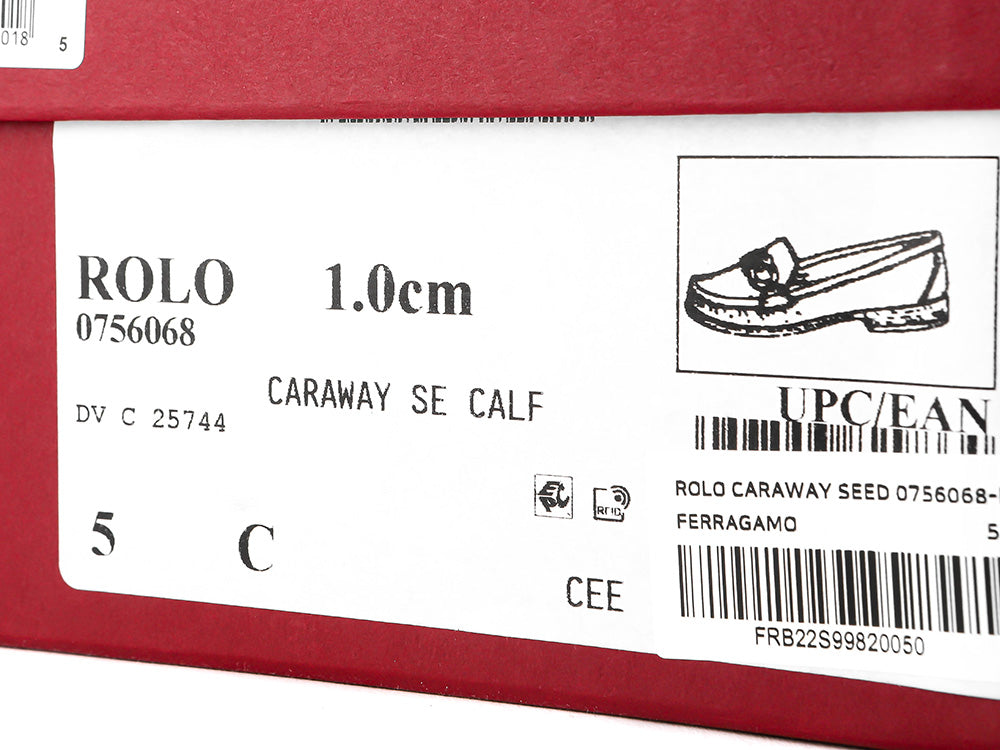 018
5
ROLO 1.0cm
0756068
CARAWAY SE CALF
DV C 25744
UPC/EAN
RFID
ROLO CARAWAY SEED 0756068-
FERRAGAMO 5
5 C
CEE
FRB22S99820050